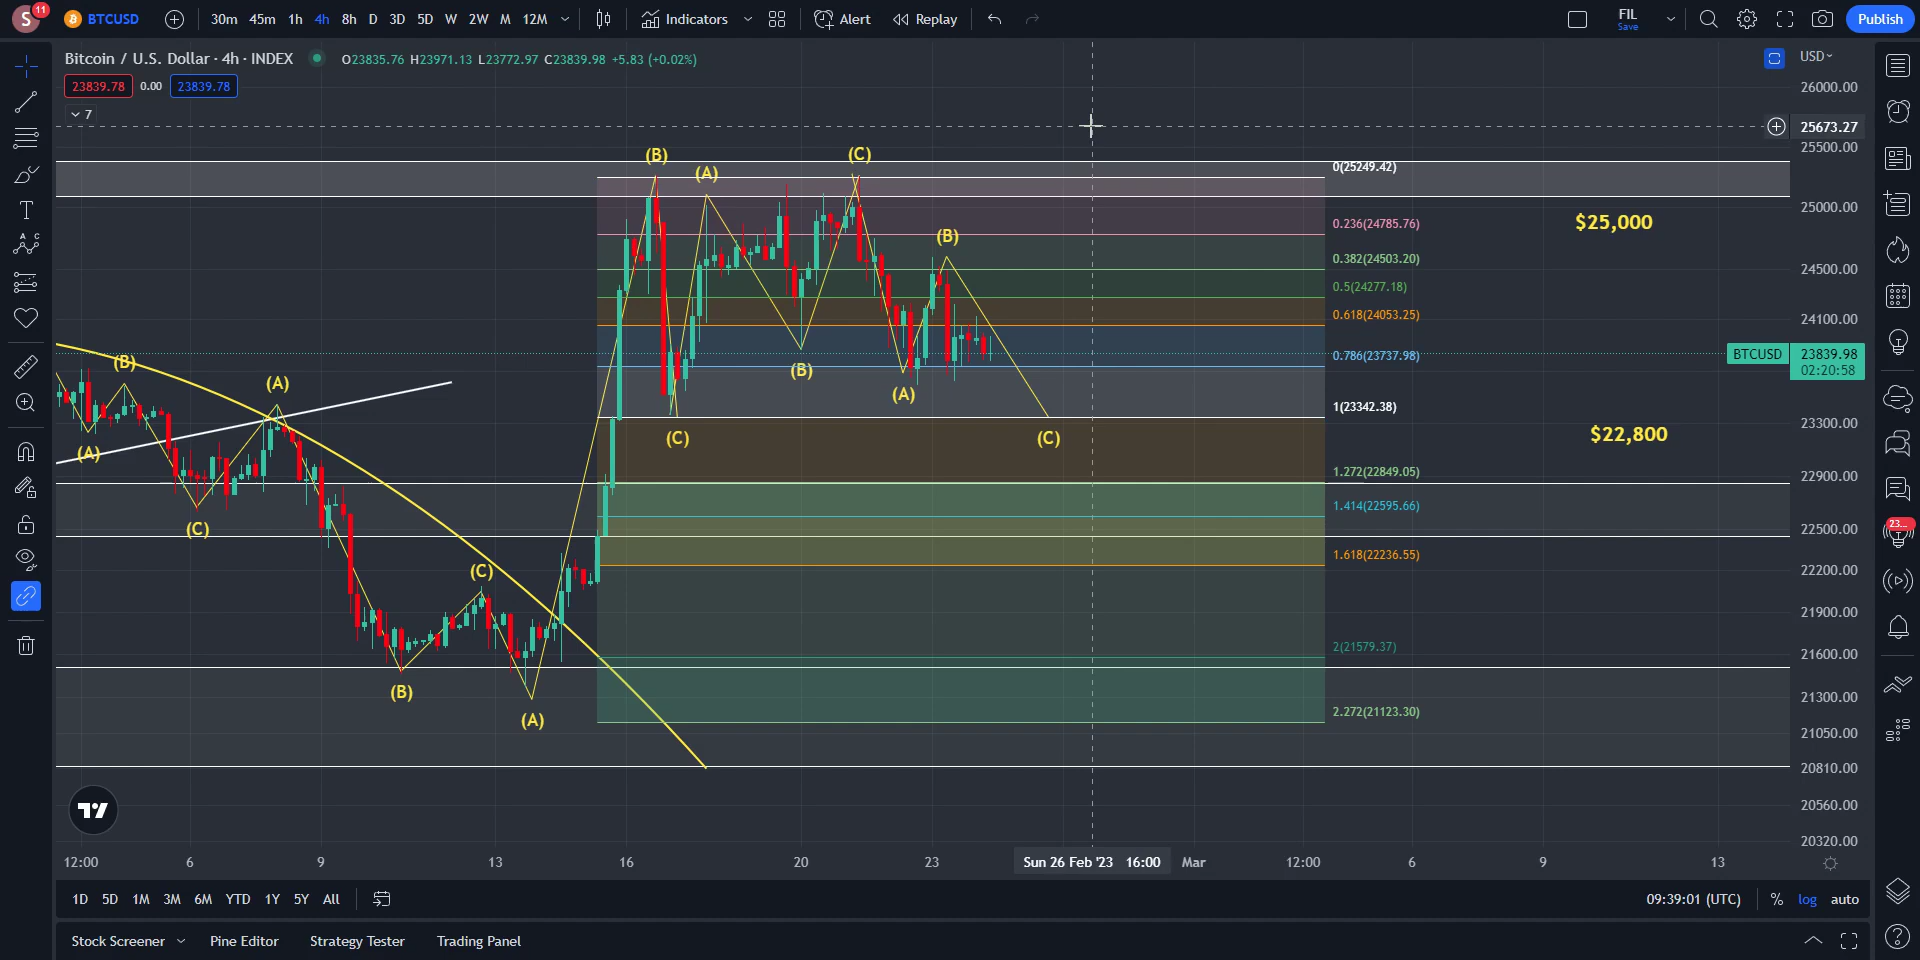 S 11 BTCUSD 30m 45m 1h 4h 8h D 3D 5D W 2W M 12M Indicators Alert Replay FIL Save Publish
Bitcoin / U.S. Dollar · 4h · INDEX O23835.76 H23971.13 L23772.97 C23839.98 +5.83 (+0.02%)
USD
23839.78 0.00 23839.78
7
26000.00
25673.27
25500.00
25000.00
24500.00
24100.00
BTCUSD 23839.98
02:20:58
23300.00
22900.00
22500.00
22200.00
21900.00
21600.00
21300.00
21050.00
20810.00
20560.00
20320.00
0(25249.42)
0.236(24785.76)
0.382(24503.20)
0.5(24277.18)
0.618(24053.25)
0.786(23737.98)
1(23342.38)
1.272(22849.05)
1.414(22595.66)
1.618(22236.55)
2(21579.37)
2.272(21123.30)
$25,000
$22,800
(B)
(A)
(C)
(A)
(B)
(C)
(A)
(B)
(C)
(A)
(B)
(A)
(C)
(B)
(C)
(A)
(B)
(C)
23...
12:00 6 9 13 16 20 23 Sun 26 Feb '23 16:00 Mar 12:00 6 9 13
1D 5D 1M 3M 6M YTD 1Y 5Y All 09:39:01 (UTC) % log auto
Stock Screener Pine Editor Strategy Tester Trading Panel